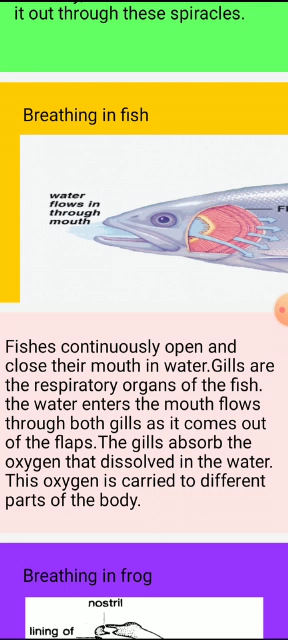 it out through these spiracles.
Breathing in fish
water
flows in
through
mouth
Fishes continuously open and
close their mouth in water.Gills are
the respiratory organs of the fish.
the water enters the mouth flows
through both gills as it comes out
of the flaps.The gills absorb the
oxygen that dissolved in the water.
This oxygen is carried to different
parts of the body.
Breathing in frog
nostril
lining of